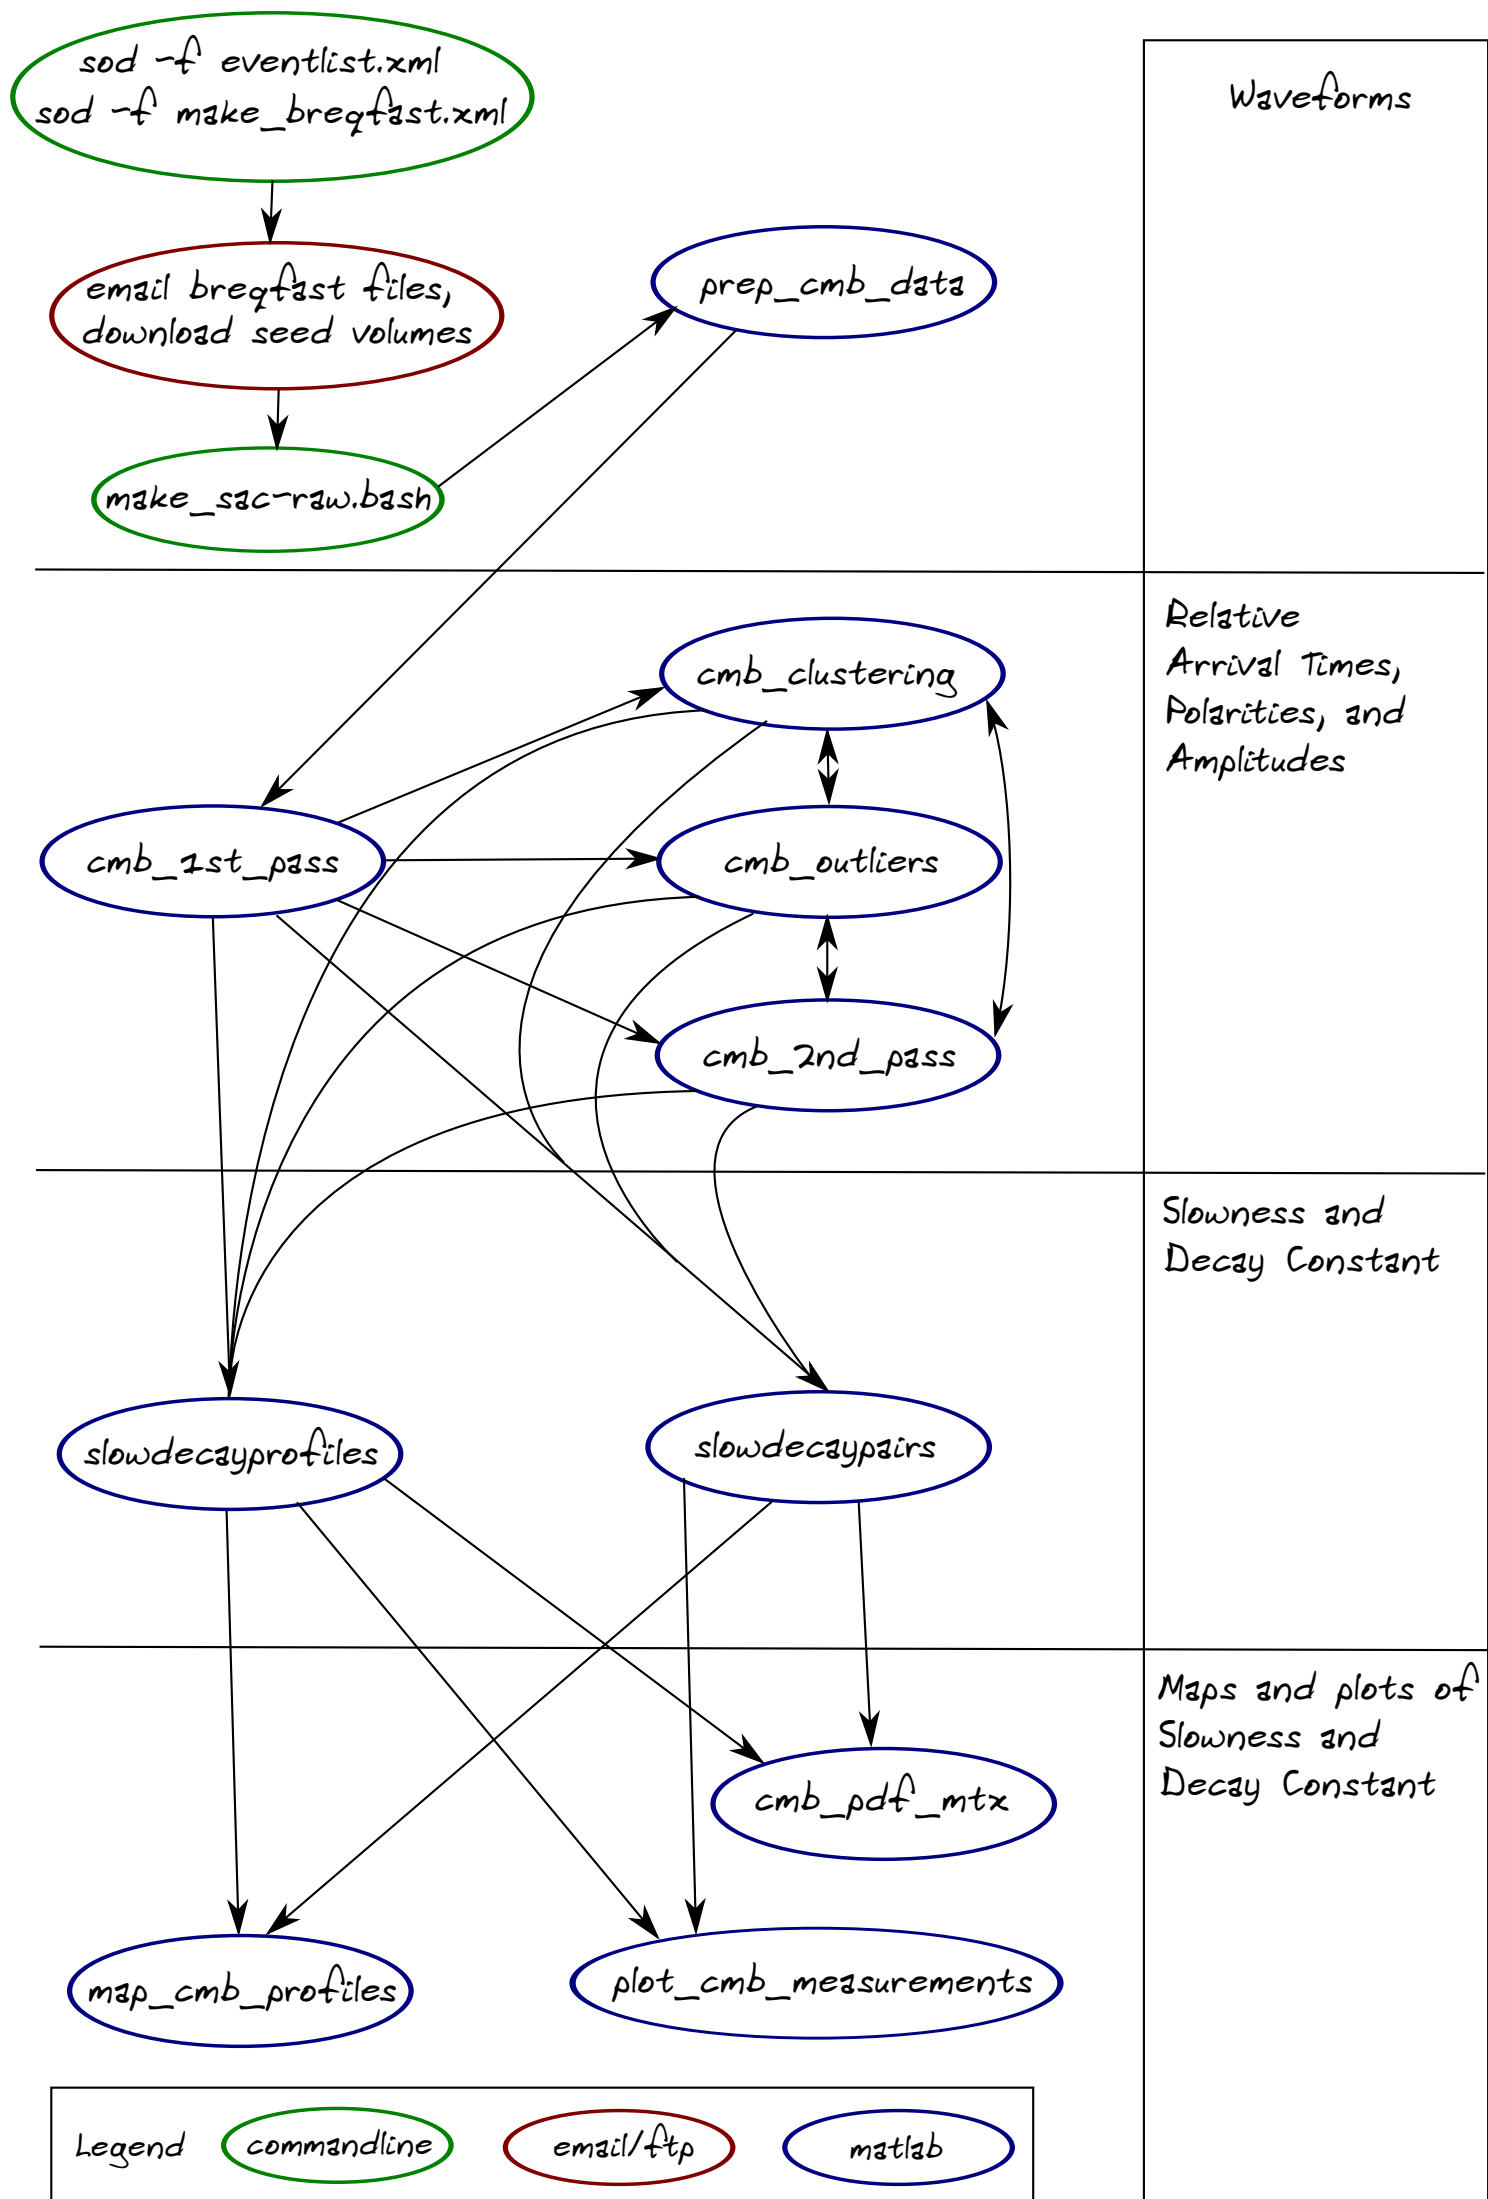 sod -f eventlist.xml
sod -f make_breqfast.xml
Waveforms
email breqfast files,
download seed volumes
prep_cmb_data
make_sac-raw.bash
Relative
Arrival Times,
Polarities, and
Amplitudes
cmb_clustering
cmb_1st_pass
cmb_outliers
cmb_2nd_pass
Slowness and
Decay Constant
slowdecayprofiles
slowdecaypairs
Maps and plots of
Slowness and
Decay Constant
cmb_pdf_mtx
map_cmb_profiles
plot_cmb_measurements
Legend
commandline
email/ftp
matlab